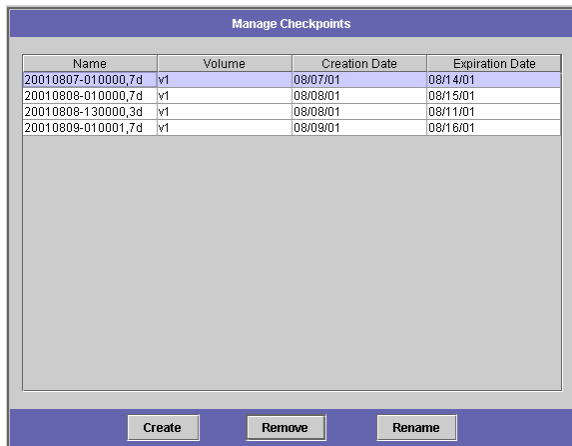 Manage Checkpoints
Name Volume Creation Date Expiration Date
20010807-010000,7d v1 08/07/01 08/14/01
20010808-010000,7d v1 08/08/01 08/15/01
20010808-130000,3d v1 08/08/01 08/11/01
20010809-010001,7d v1 08/09/01 08/16/01
Create Remove Rename